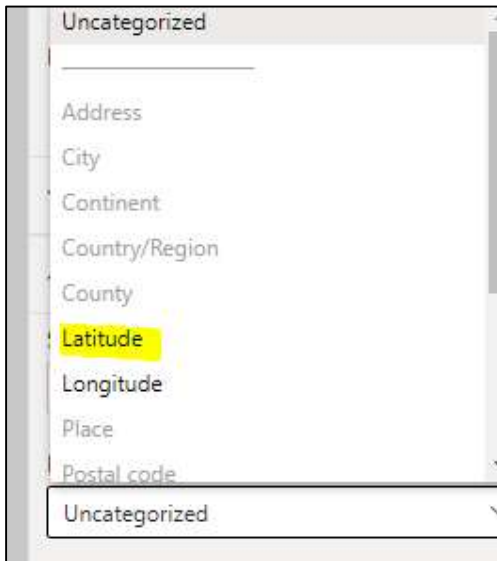 Uncategorized
Address
City
Continent
Country/Region
County
Latitude
Longitude
Place
Postal code
Uncategorized